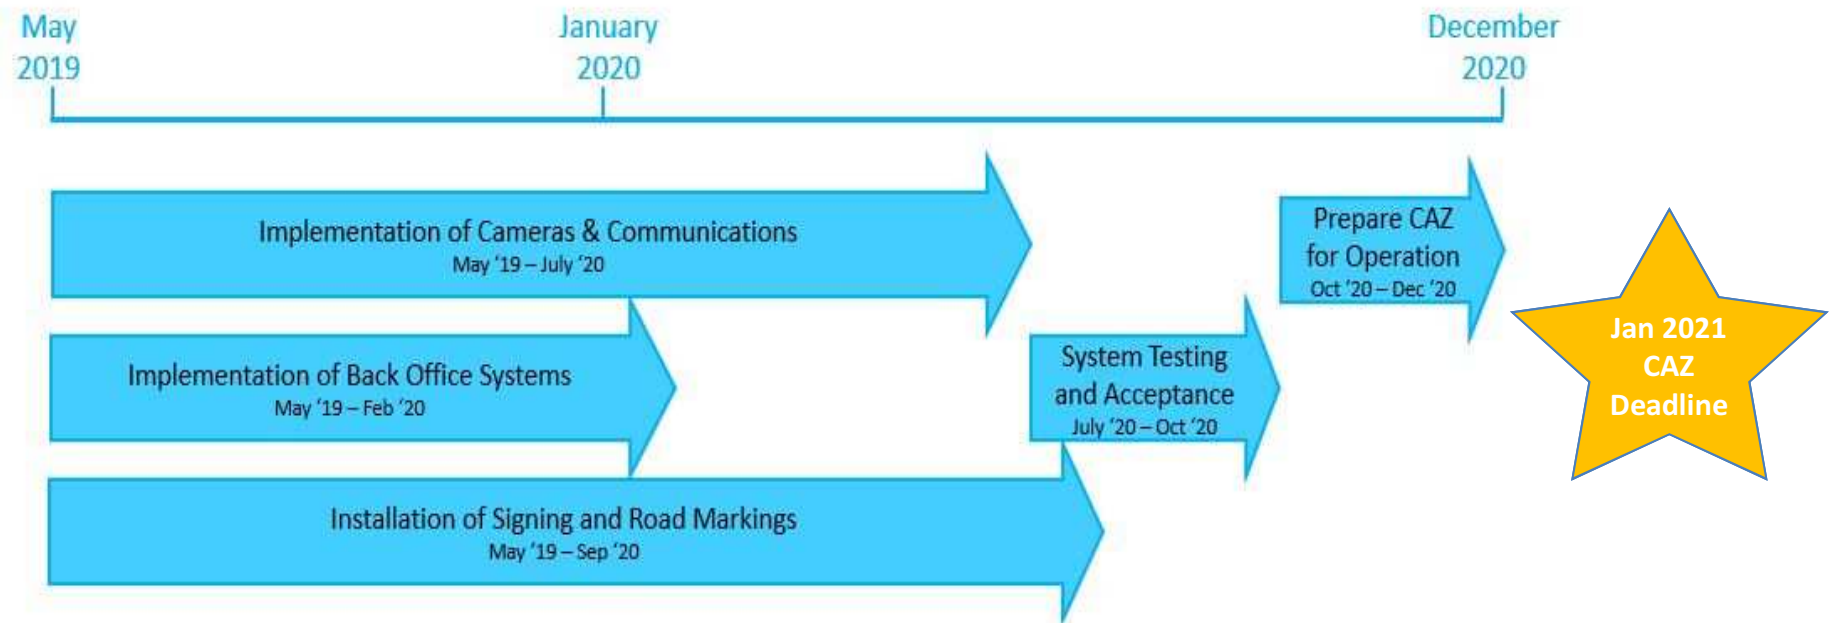 May
2019
January
2020
December
2020
Implementation of Cameras & Communications
May ‘19 – July ‘20
Prepare CAZ
for Operation
Oct ‘20 – Dec ‘20
Implementation of Back Office Systems
May ‘19 – Feb ‘20
System Testing
and Acceptance
July ‘20 – Oct ‘20
Jan 2021
CAZ
Deadline
Installation of Signing and Road Markings
May ‘19 – Sep ‘20